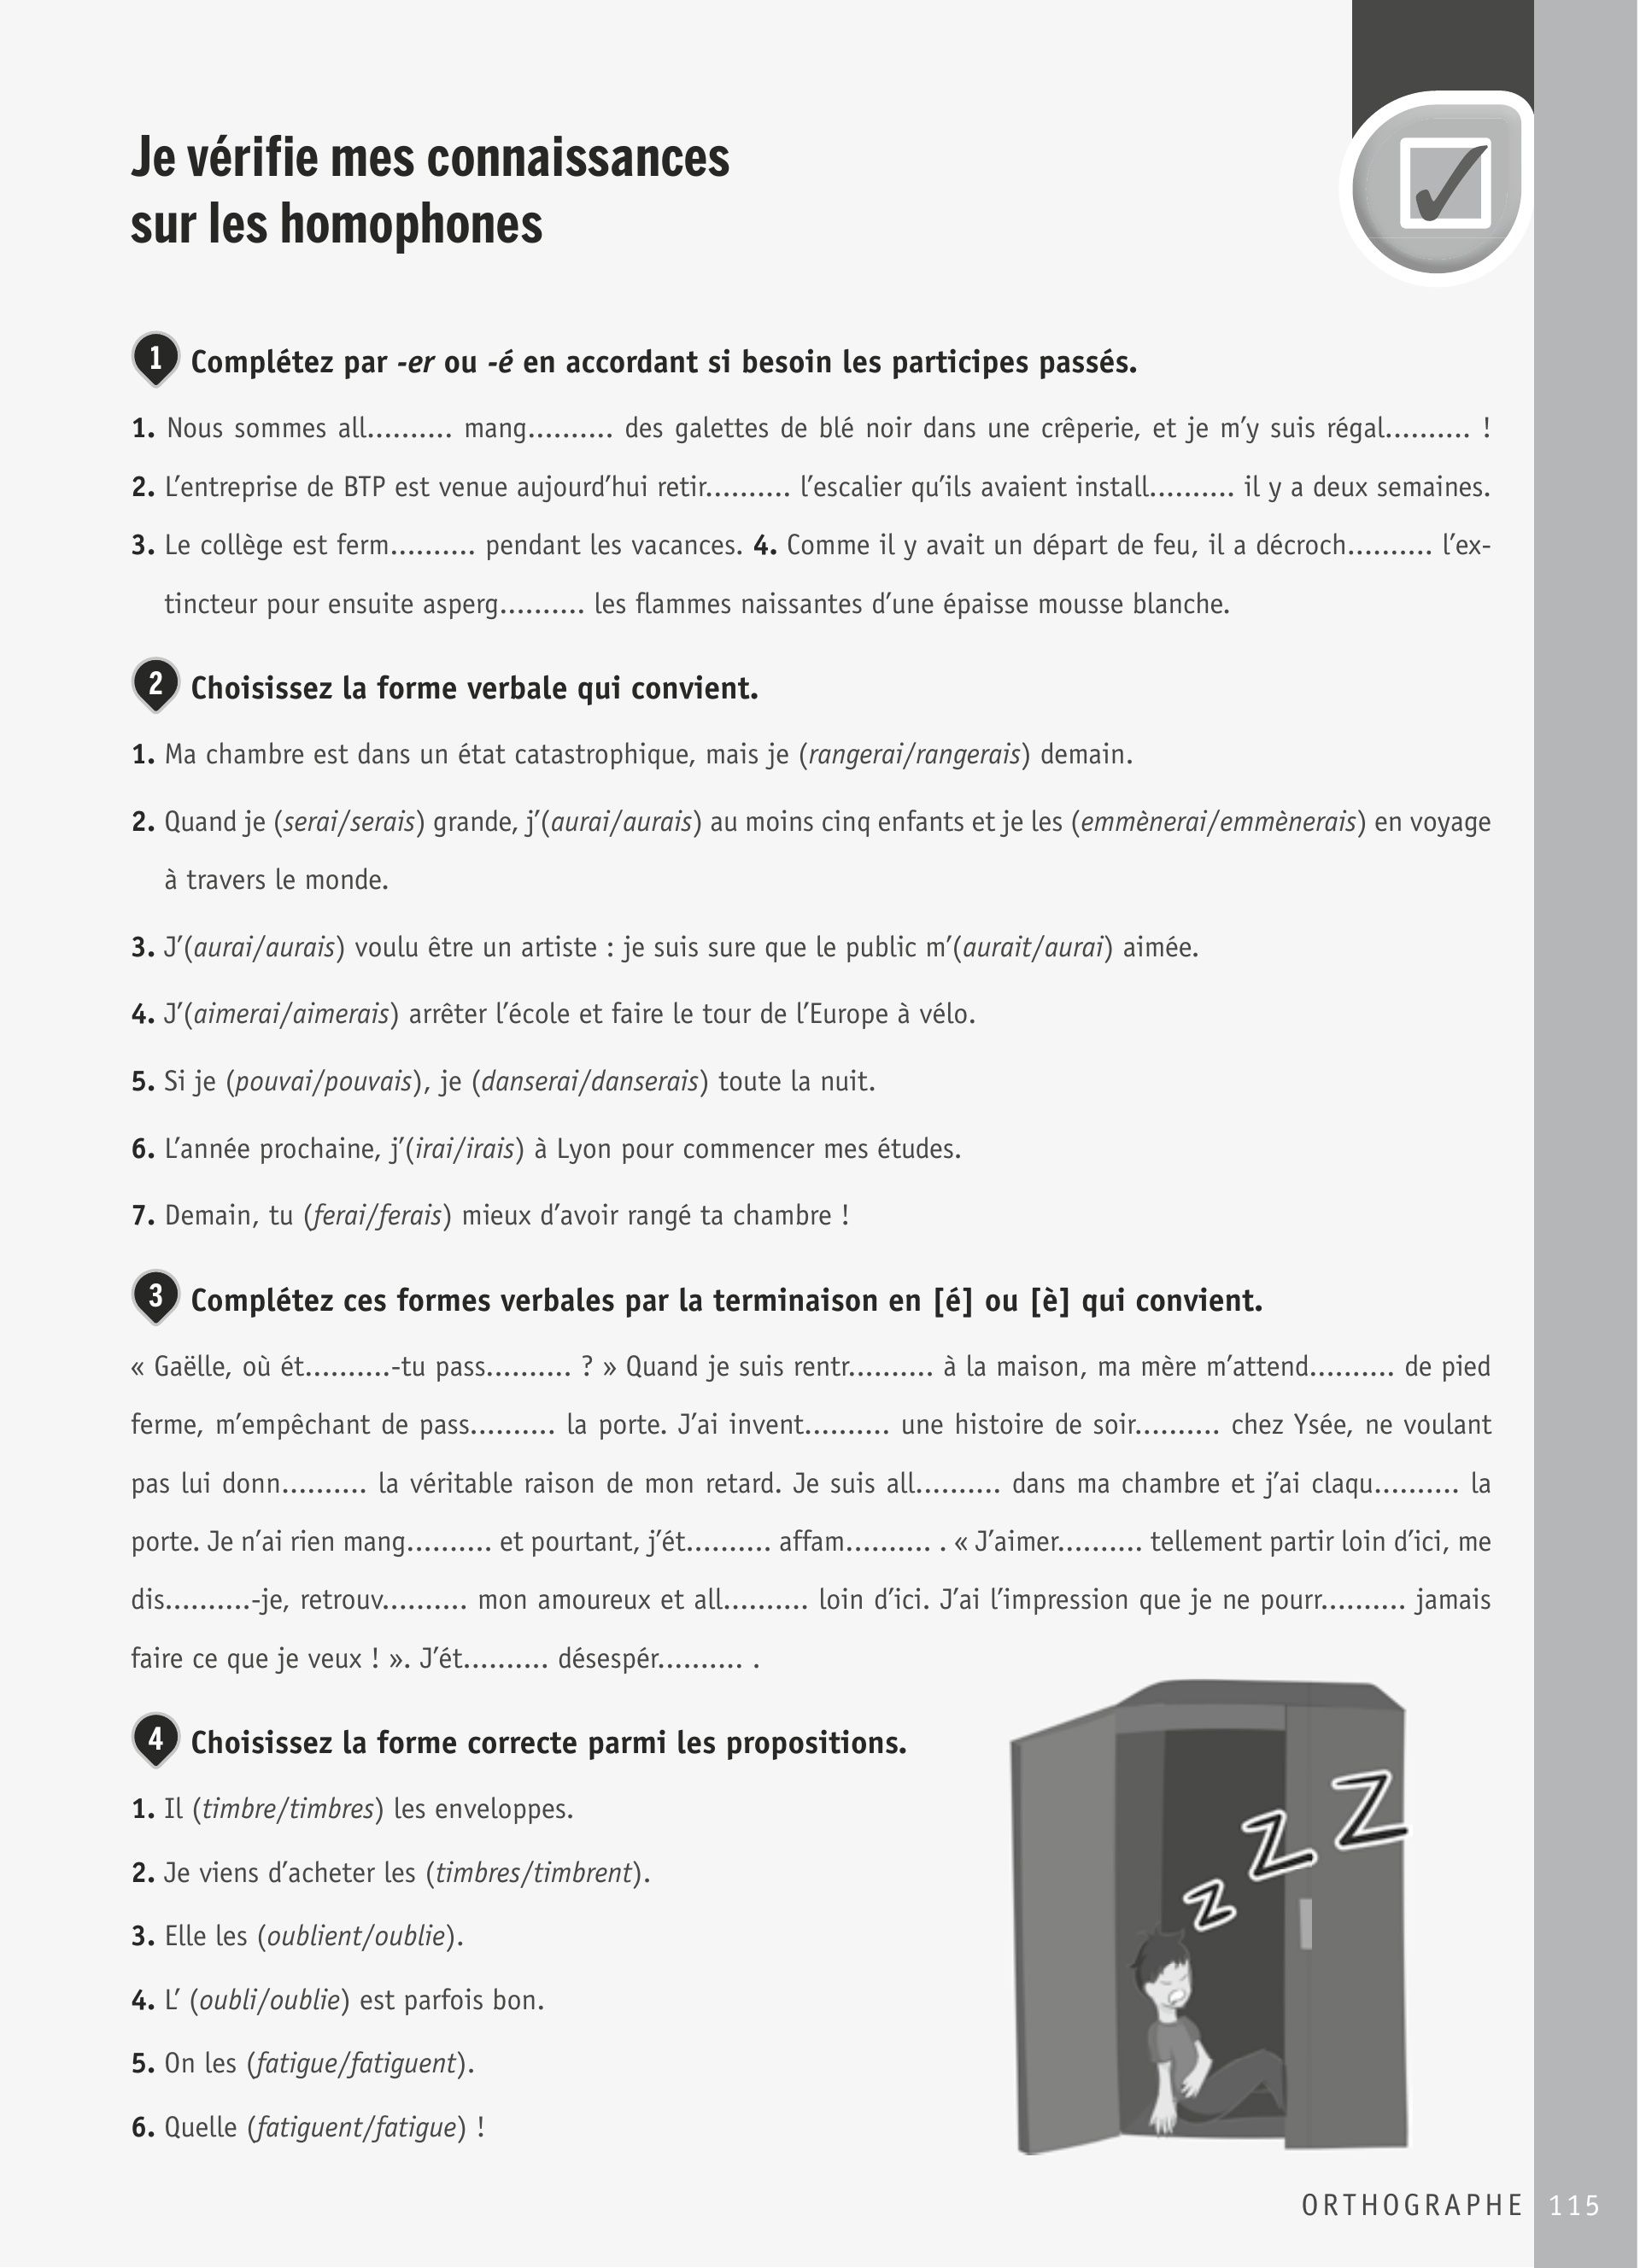 Je vérifie mes connaissances
sur les homophones
1 Complétez par -er ou -é en accordant si besoin les participes passés.
1. Nous sommes all.......... mang.......... des galettes de blé noir dans une crêperie, et je m’y suis régal.......... !
2. L’entreprise de BTP est venue aujourd’hui retir.......... l’escalier qu’ils avaient install.......... il y a deux semaines.
3. Le collège est ferm.......... pendant les vacances. 4. Comme il y avait un départ de feu, il a décroch.......... l’ex-
tincteur pour ensuite asperg.......... les flammes naissantes d’une épaisse mousse blanche.
2 Choisissez la forme verbale qui convient.
1. Ma chambre est dans un état catastrophique, mais je (rangerai/rangerais) demain.
2. Quand je (serai/serais) grande, j’(aurai/aurais) au moins cinq enfants et je les (emmènerai/emmènerais) en voyage
à travers le monde.
3. J’(aurai/aurais) voulu être un artiste : je suis sure que le public m’(aurait/aurai) aimée.
4. J’(aimerai/aimerais) arrêter l’école et faire le tour de l’Europe à vélo.
5. Si je (pouvai/pouvais), je (danserai/danserais) toute la nuit.
6. L’année prochaine, j’(irai/irais) à Lyon pour commencer mes études.
7. Demain, tu (ferai/ferais) mieux d’avoir rangé ta chambre !
3 Complétez ces formes verbales par la terminaison en [é] ou [è] qui convient.
« Gaëlle, où ét..........-tu pass.......... ? » Quand je suis rentr.......... à la maison, ma mère m’attend.......... de pied
ferme, m’empêchant de pass.......... la porte. J’ai invent.......... une histoire de soir.......... chez Ysée, ne voulant
pas lui donn.......... la véritable raison de mon retard. Je suis all.......... dans ma chambre et j’ai claqu.......... la
porte. Je n’ai rien mang.......... et pourtant, j’ét.......... affam.......... . « J’aimer.......... tellement partir loin d’ici, me
dis..........-je, retrouv.......... mon amoureux et all.......... loin d’ici. J’ai l’impression que je ne pourr.......... jamais
faire ce que je veux ! ». J’ét.......... désespér.......... .
4 Choisissez la forme correcte parmi les propositions.
1. Il (timbre/timbres) les enveloppes.
2. Je viens d’acheter les (timbres/timbrent).
3. Elle les (oublient/oublie).
4. L’ (oubli/oublie) est parfois bon.
5. On les (fatigue/fatiguent).
6. Quelle (fatiguent/fatigue) !
z Z Z
ORTHOGRAPHE 115